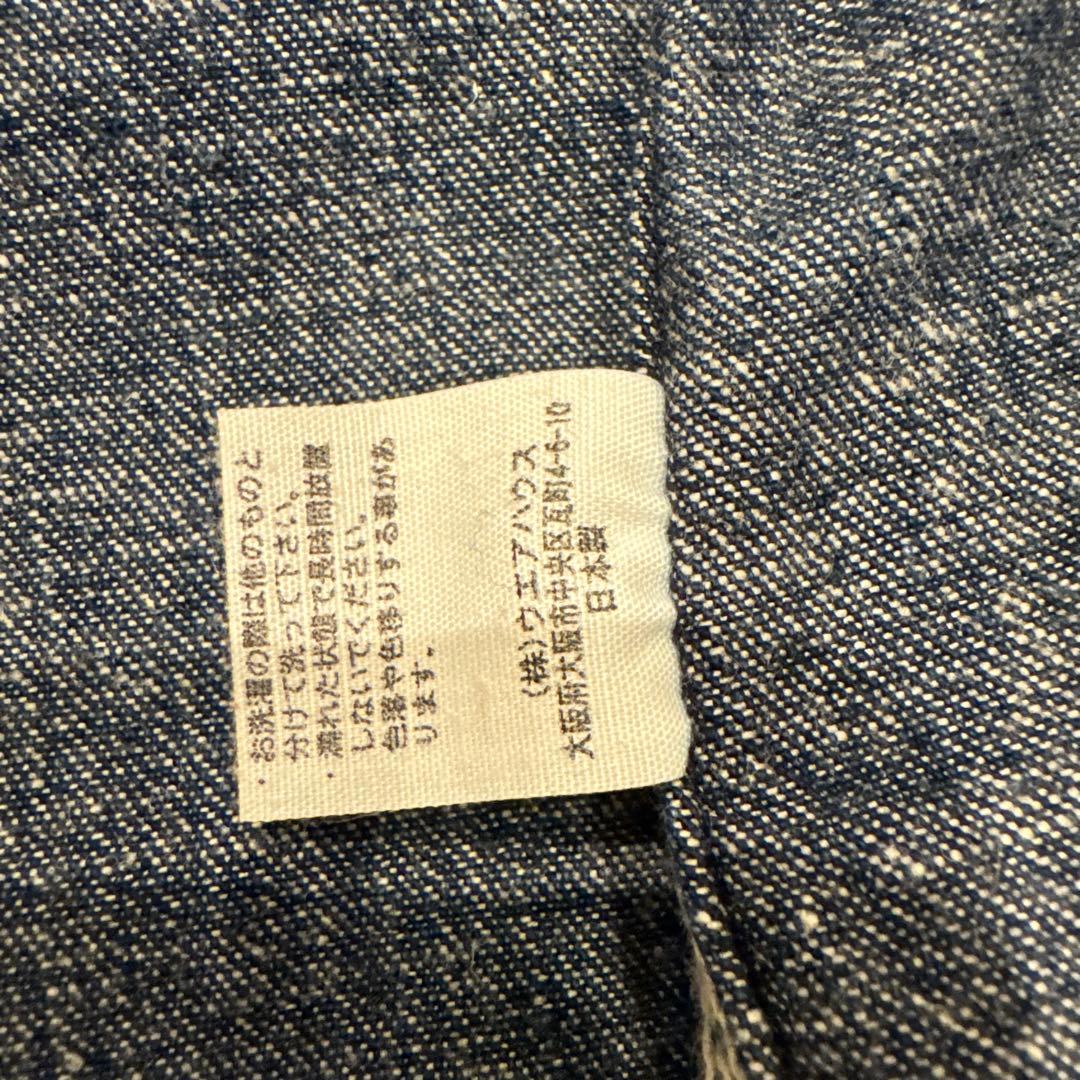 ・お洗濯の際は他のものと
分けて洗って下さい。
・濡れた状態で長時間放置
しないでください。
色落や色移りする事があ
ります。
(株)ウエアハウス
大阪府大阪市中央区瓦町4-6-10
日本製